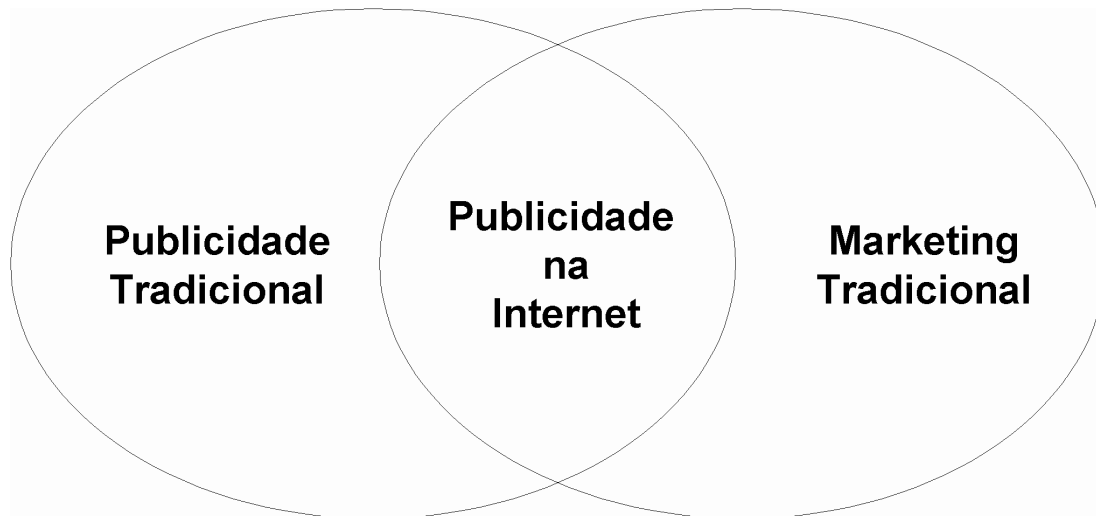 Publicidade
Tradicional
Publicidade
na
Internet
Marketing
Tradicional